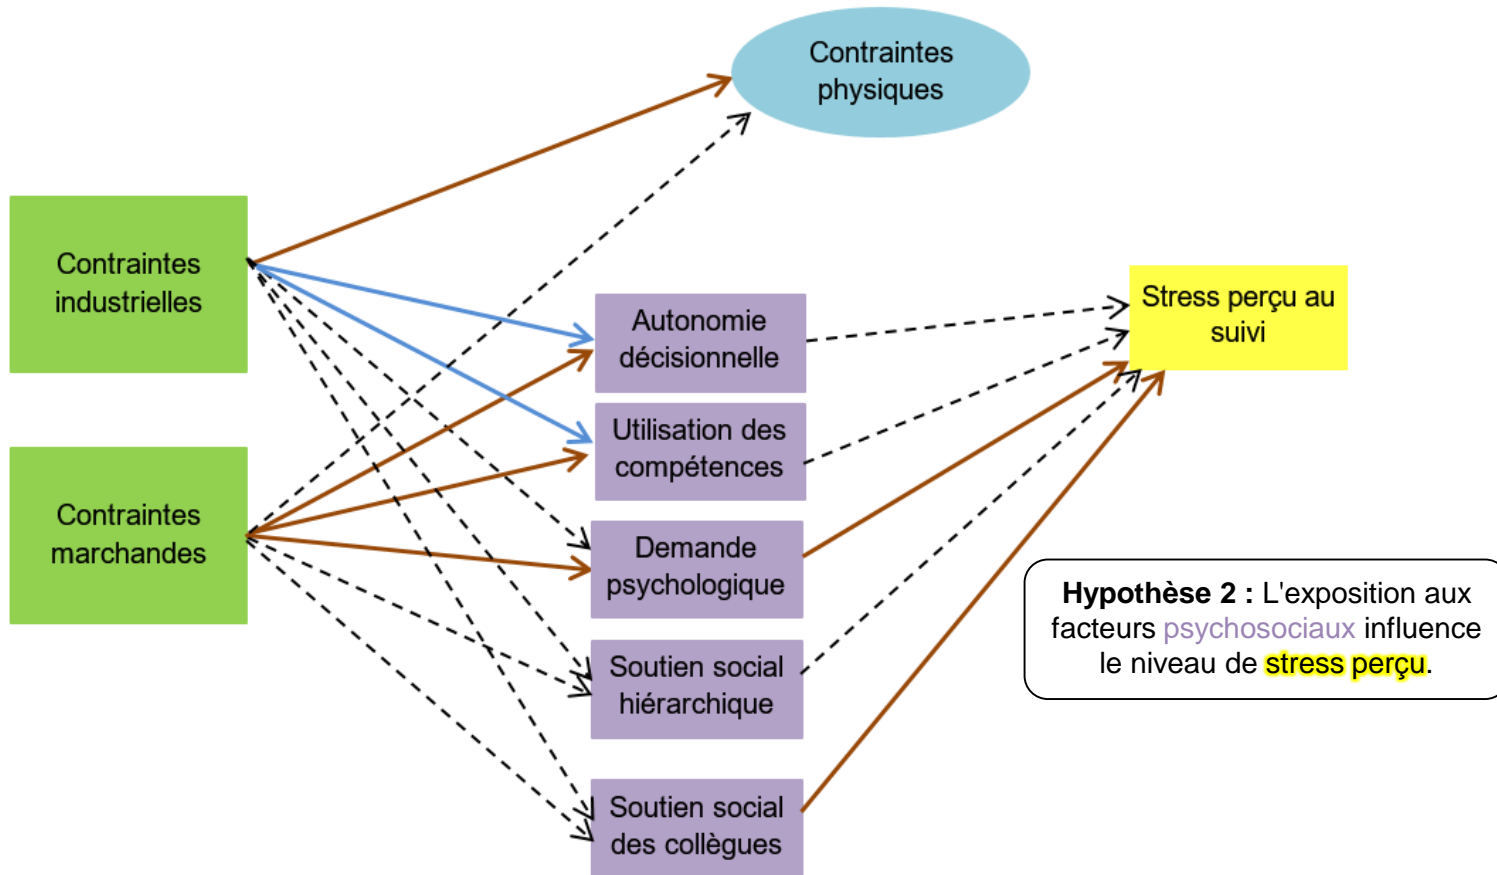 Contraintes
physiques
Contraintes
industrielles
Contraintes
marchandes
Autonomie
décisionnelle
Utilisation des
compétences
Demande
psychologique
Soutien social
hiérarchique
Soutien social
des collègues
Stress perçu au
suivi
Hypothèse 2 : L'exposition aux
facteurs psychosociaux influence
le niveau de stress perçu.